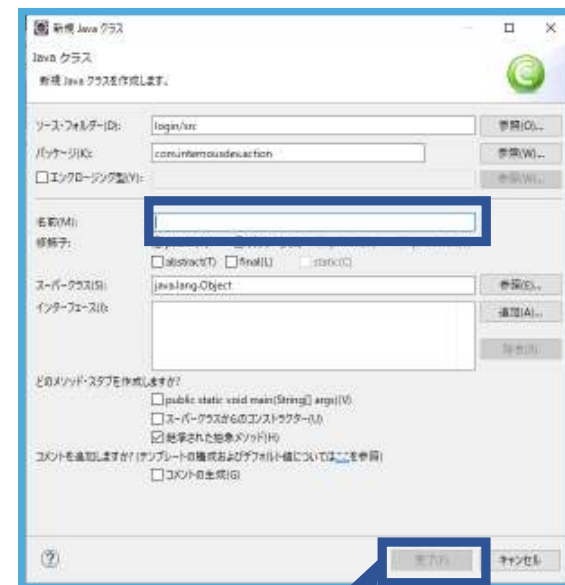 新規 Java クラス
Java クラス
新規 Java クラスを作成します。
ソース・フォルダー(D): login/src 参照(O)...
パッケージ(K): com.internousdev.action 参照(W)...
エンクロージング型(Y): 参照(W)...
名前(M):
修飾子:
abstract(T) final(L) static(C)
スーパークラス(S): java.lang.Object 参照(E)...
インターフェース(I): 追加(A)...
除去(R)
どのメソッド・スタブを作成しますか?
public static void main(String[] args)(V)
スーパークラスからのコンストラクター(U)
継承された抽象メソッド(H)
コメントを追加しますか? (テンプレートの構成およびデフォルト値についてはここを参照)
コメントの生成(G)
完了(F) キャンセル